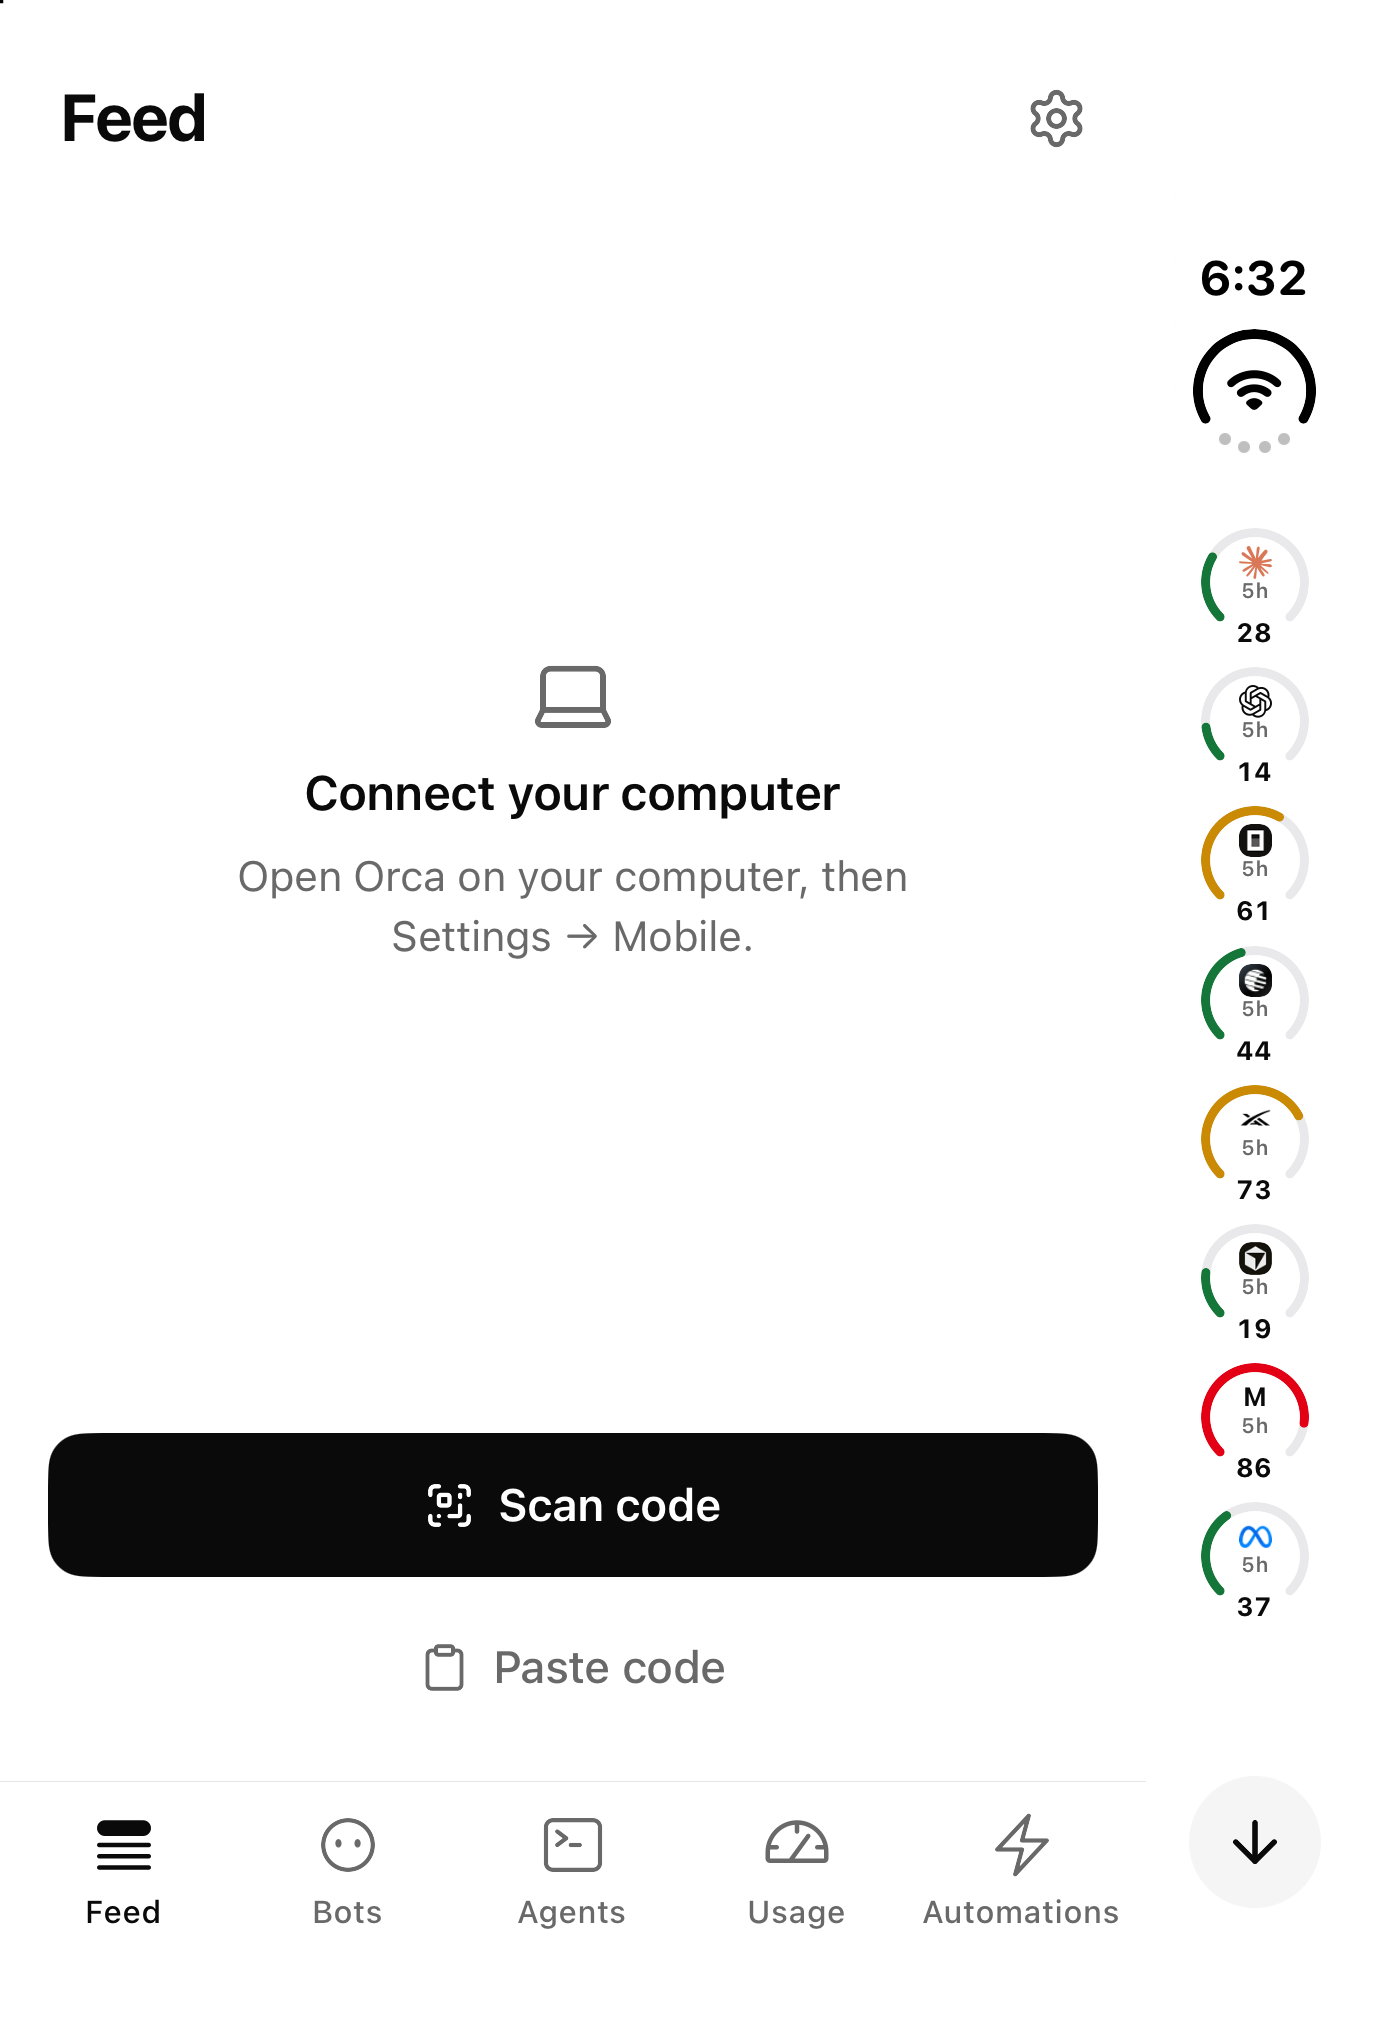 Feed
6:32
5h
28
5h
14
5h
61
5h
44
5h
73
5h
19
M
5h
86
5h
37
Connect your computer
Open Orca on your computer, then
Settings → Mobile.
Scan code
Paste code
Feed
Bots
Agents
Usage
Automations